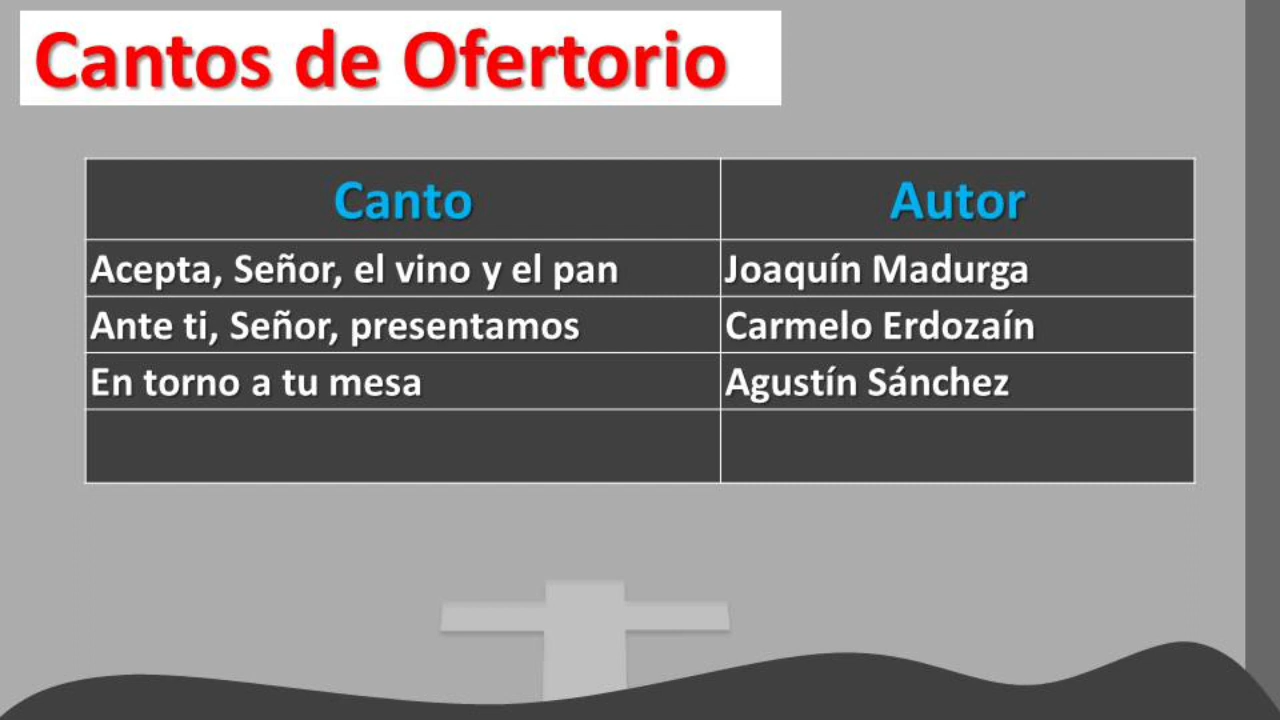 Cantos de Ofertorio
Canto Autor
Acepta, Señor, el vino y el pan Joaquín Madurga
Ante ti, Señor, presentamos Carmelo Erdozaín
En torno a tu mesa Agustín Sánchez